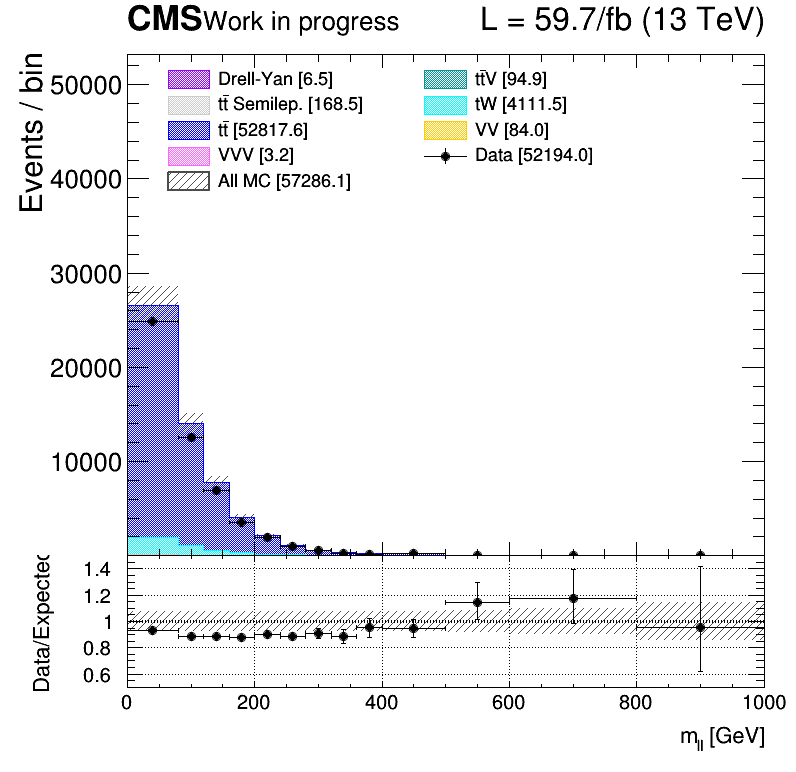 CMS Work in progress L = 59.7/fb (13 TeV)
Events / bin
50000
40000
30000
20000
10000
Drell-Yan [6.5]
tt̄ Semilep. [168.5]
tt̄ [52817.6]
VVV [3.2]
All MC [57286.1]
tt̄V [94.9]
tW [4111.5]
VV [84.0]
Data [52194.0]
Data/Expected
1.4
1.2
1
0.8
0.6
0 200 400 600 800 1000
m_ll [GeV]